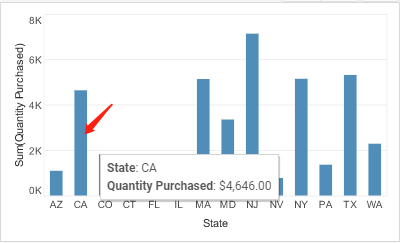 8K
6K
4K
2K
0K
Sum(Quantity Purchased)
State: CA
Quantity Purchased: $4,646.00
AZ CA CO CT FL IL MA MD NJ NV NY PA TX WA
State